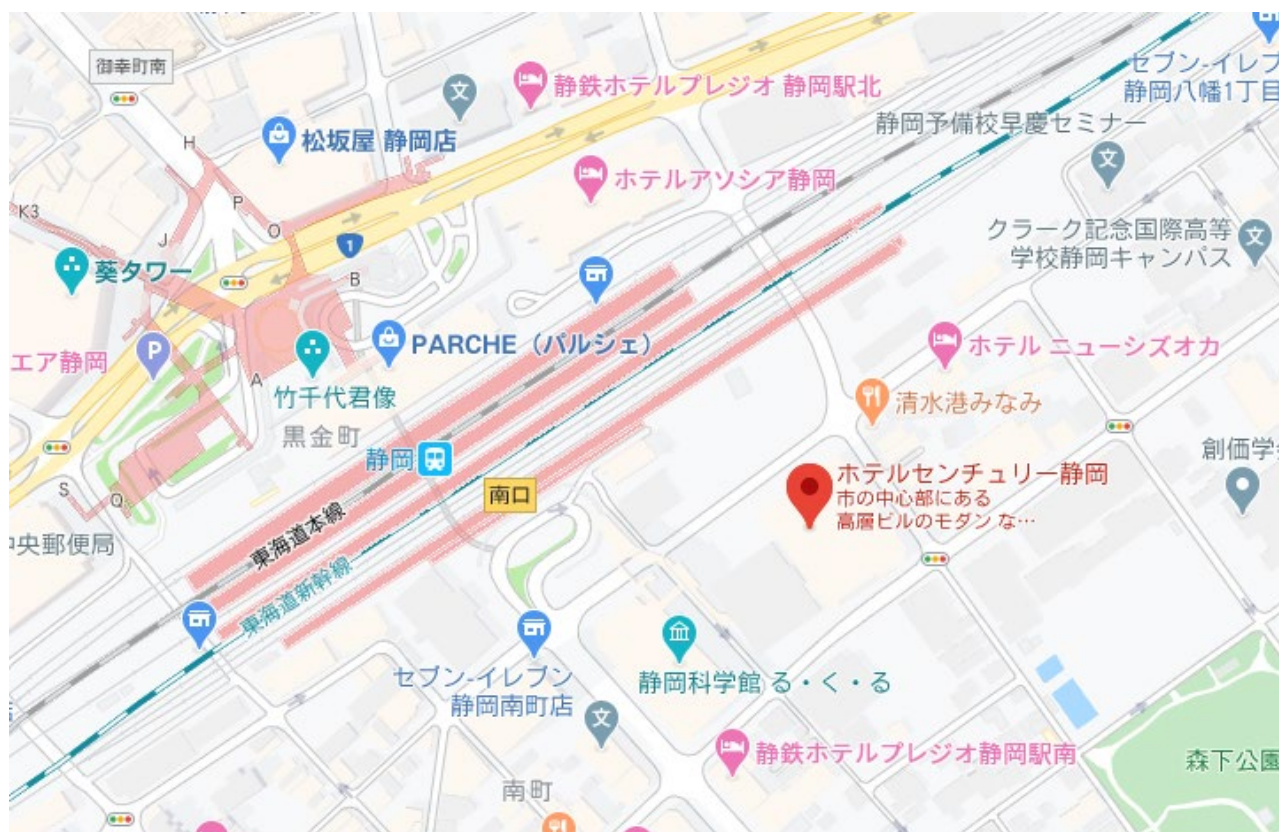 御幸町南
静鉄ホテルプレジオ 静岡駅北
セブン-イレブ
静岡八幡1丁目
松坂屋 静岡店
静岡予備校早慶セミナー
H
ホテルアソシア静岡
K3
P
J
O
1
クラーク記念国際高等
学校静岡キャンパス
葵タワー
B
エア静岡
P
PARCHE（パルシェ）
ホテル ニューシズオカ
A
竹千代君像
清水港みなみ
黒金町
静岡
創価学会
S
Q
南口
ホテルセンチュリー静岡
市の中心部にある
高層ビルのモダン な…
東海道本線
中央郵便局
東海道新幹線
セブン-イレブン
静岡南町店
静岡科学館 る・く・る
静鉄ホテルプレジオ静岡駅南
森下公園
南町